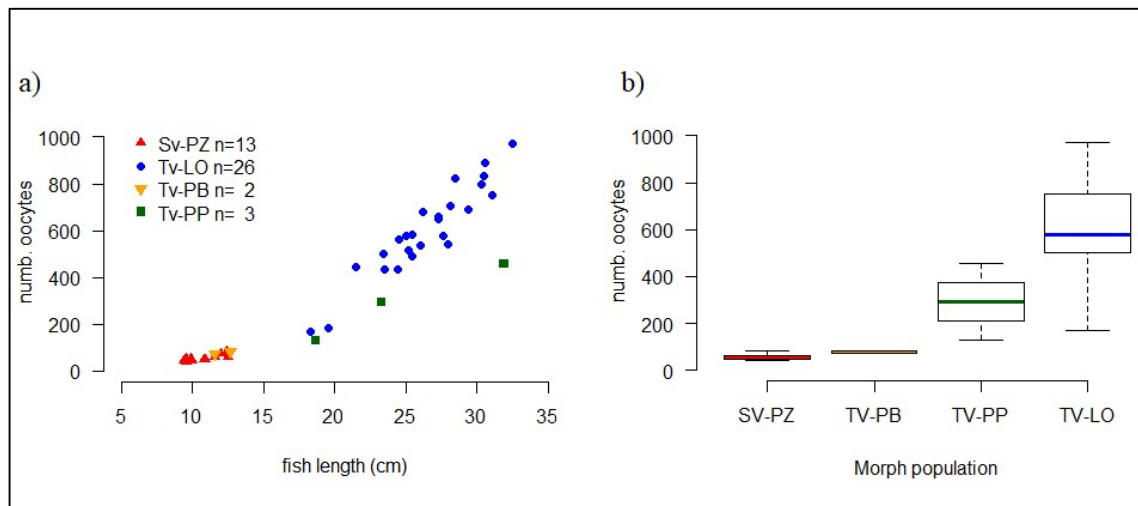 a)
Sv-PZ n=13
Tv-LO n=26
Tv-PB n= 2
Tv-PP n= 3
numb. oocytes
1000
800
600
400
200
0
5 10 15 20 25 30 35
fish length (cm)
b)
numb. oocytes
1000
800
600
400
200
0
SV-PZ TV-PB TV-PP TV-LO
Morph population